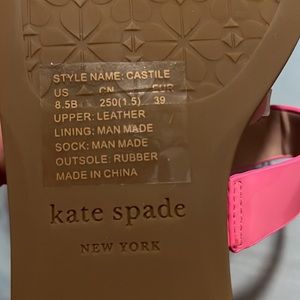 STYLE NAME: CASTILE
US CN EUR
8.5B 250(1.5) 39
UPPER: LEATHER
LINING: MAN MADE
SOCK: MAN MADE
OUTSOLE: RUBBER
MADE IN CHINA
kate spade
NEW YORK